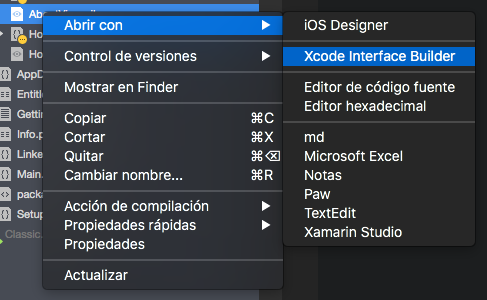 Abrir con
Control de versiones
Mostrar en Finder
Copiar ⌘C
Cortar ⌘X
Quitar ⌘⌫
Cambiar nombre... ⌘R
Acción de compilación
Propiedades rápidas
Propiedades
Actualizar
iOS Designer
Xcode Interface Builder
Editor de código fuente
Editor hexadecimal
md
Microsoft Excel
Notas
Paw
TextEdit
Xamarin Studio
Ho
Ho
AppD
Entitle
Gettin
Info.p
Linke
Main.
packa
Setup
Classic